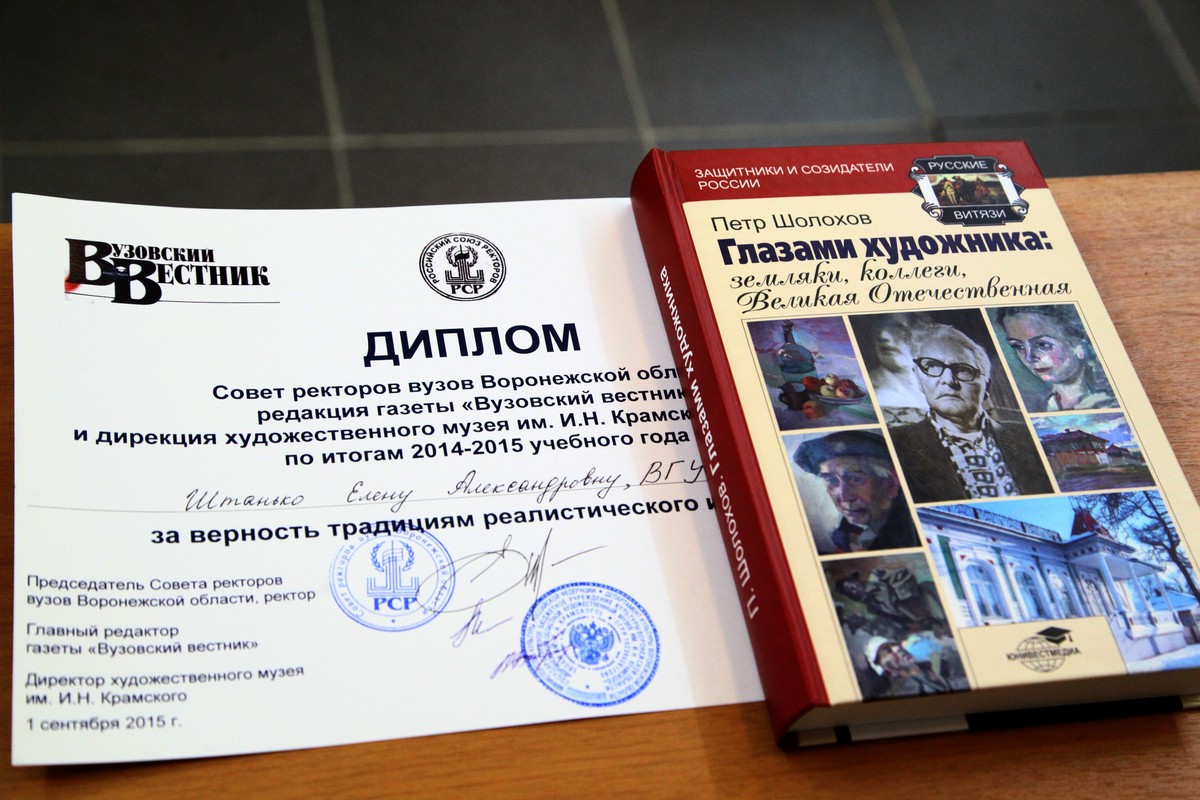 Вузовский
Вестник
РОССИЙСКИЙ СОЮЗ РЕКТОРОВ
РСР
ДИПЛОМ
Совет ректоров вузов Воронежской
редакция газеты «Вузовский вестник
и дирекция художественного музея им. И.Н.
по итогам 2014-2015 учебного года
Штанько Елену Александровну,
за верность традициям реалистического
Председатель Совета ректоров
вузов Воронежской области, ректор
Главный редактор
газеты «Вузовский вестник»
Директор художественного музея
им. И.Н. Крамского
1 сентября 2015 г.
РСР
ЗАЩИТНИКИ И СОЗИДАТЕЛИ
РОССИИ
РУССКИЕ
ВИТЯЗИ
Петр Шолохов
Глазами художника:
земляки, коллеги,
Великая Отечественная
ЮНИВЕСТМЕДИА
П. Шолохов. Глазами художника